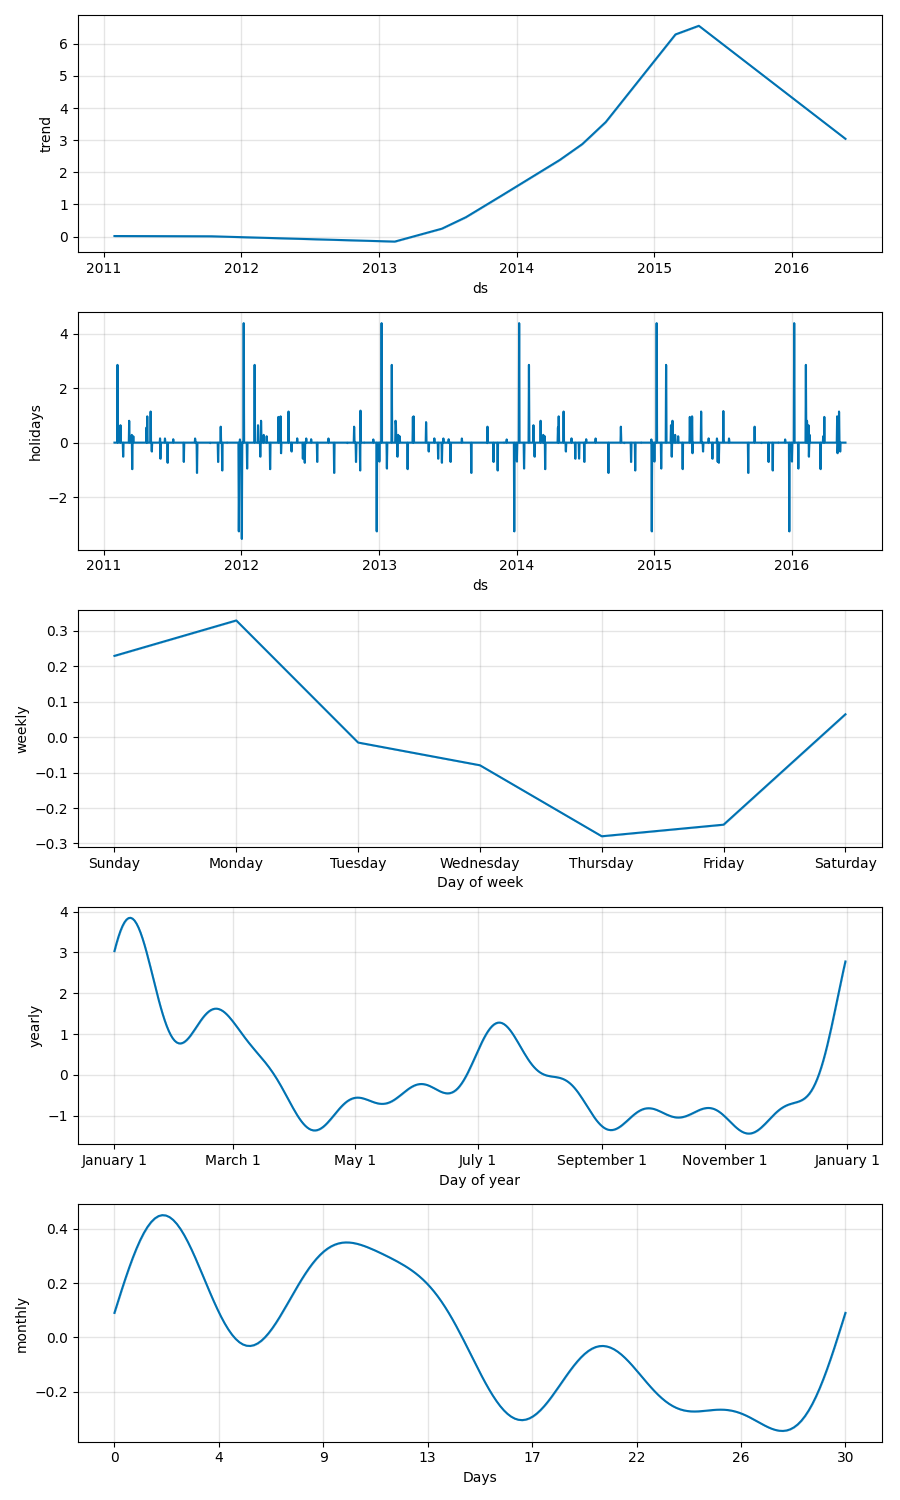 trend
6
5
4
3
2
1
0
2011 2012 2013 2014 2015 2016
ds
holidays
4
2
0
−2
2011 2012 2013 2014 2015 2016
ds
weekly
0.3
0.2
0.1
0.0
−0.1
−0.2
−0.3
Sunday Monday Tuesday Wednesday Thursday Friday Saturday
Day of week
yearly
4
3
2
1
0
−1
January 1 March 1 May 1 July 1 September 1 November 1 January 1
Day of year
monthly
0.4
0.2
0.0
−0.2
0 4 9 13 17 22 26 30
Days